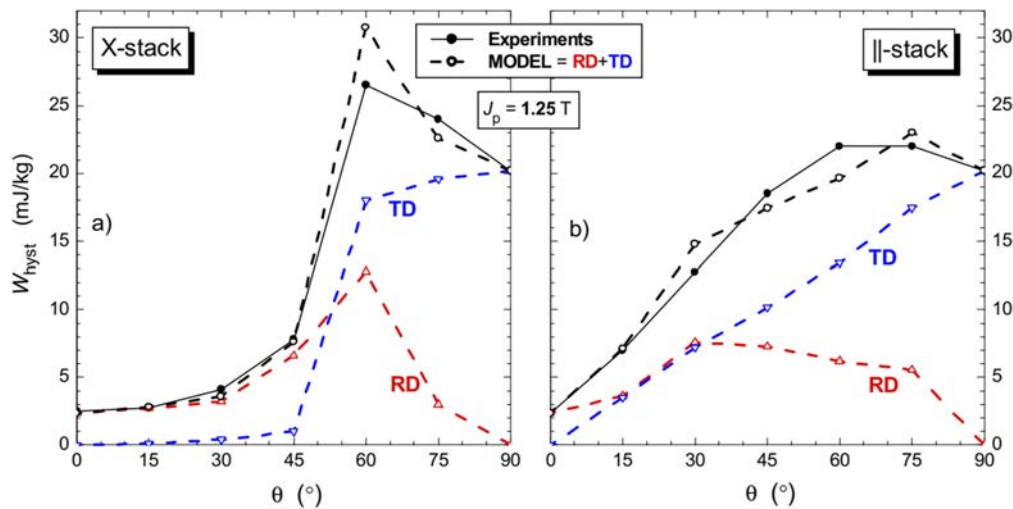 X-stack
Experiments
MODEL = RD+TD
||-stack
J_p = 1.25 T
W_hyst (mJ/kg)
32
30
25
20
15
10
5
0
a)
TD
RD
0 15 30 45 60 75 90
θ (°)
b)
TD
RD
0 15 30 45 60 75 90
θ (°)
32
30
25
20
15
10
5
0